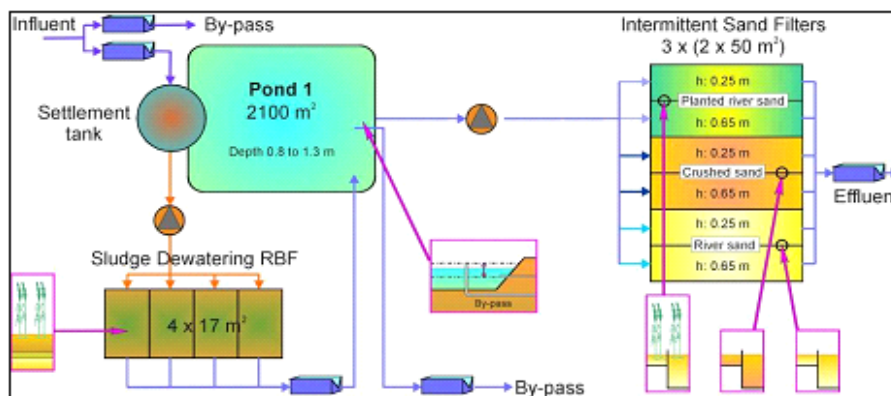 Influent
By-pass
Settlement
tank
Pond 1
2100 m²
Depth 0.8 to 1.3 m
Intermittent Sand Filters
3 x (2 x 50 m²)
h: 0.25 m
Planted river sand
h: 0.65 m
h: 0.25 m
Crushed sand
h: 0.65 m
h: 0.25 m
River sand
h: 0.65 m
Effluen
Sludge Dewatering RBF
4 x 17 m²
By-pass
By-pass